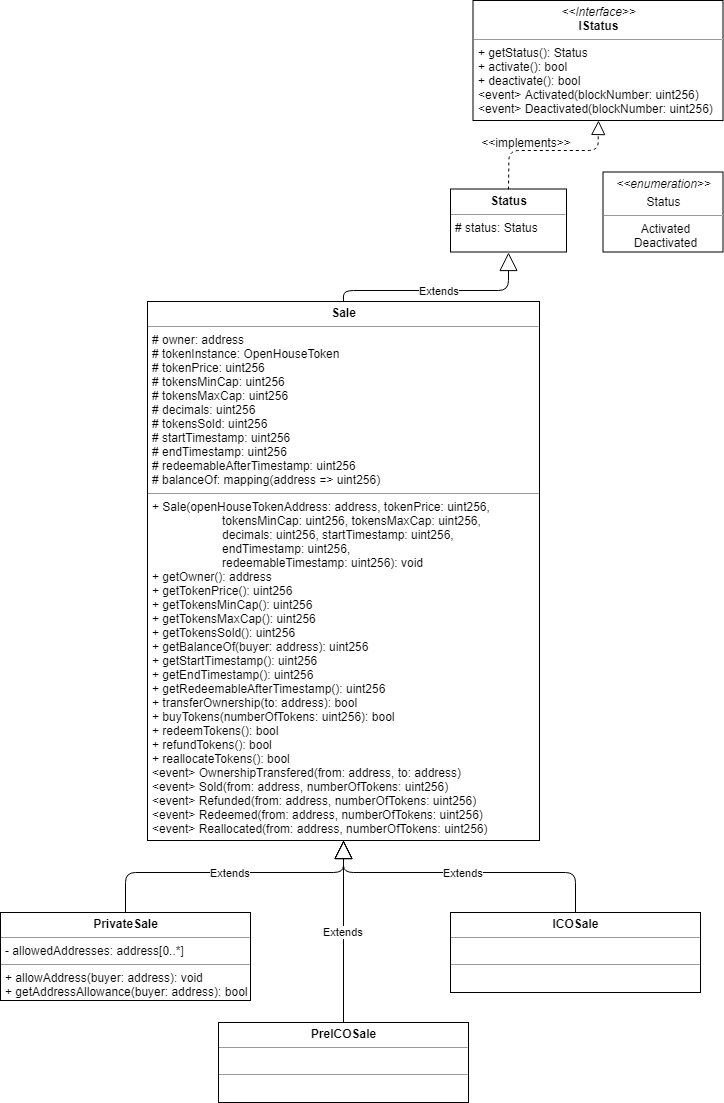 <<Interface>>
IStatus
+ getStatus(): Status
+ activate(): bool
+ deactivate(): bool
<event> Activated(blockNumber: uint256)
<event> Deactivated(blockNumber: uint256)
<<implements>>
<<enumeration>>
Status
Activated
Deactivated
Status
# status: Status
Extends
Sale
# owner: address
# tokenInstance: OpenHouseToken
# tokenPrice: uint256
# tokensMinCap: uint256
# tokensMaxCap: uint256
# decimals: uint256
# tokensSold: uint256
# startTimestamp: uint256
# endTimestamp: uint256
# redeemableAfterTimestamp: uint256
# balanceOf: mapping(address => uint256)
+ Sale(openHouseTokenAddress: address, tokenPrice: uint256,
tokensMinCap: uint256, tokensMaxCap: uint256,
decimals: uint256, startTimestamp: uint256,
endTimestamp: uint256,
redeemableTimestamp: uint256): void
+ getOwner(): address
+ getTokenPrice(): uint256
+ getTokensMinCap(): uint256
+ getTokensMaxCap(): uint256
+ getTokensSold(): uint256
+ getBalanceOf(buyer: address): uint256
+ getStartTimestamp(): uint256
+ getEndTimestamp(): uint256
+ getRedeemableAfterTimestamp(): uint256
+ transferOwnership(to: address): bool
+ buyTokens(numberOfTokens: uint256): bool
+ redeemTokens(): bool
+ refundTokens(): bool
+ reallocateTokens(): bool
<event> OwnershipTransfered(from: address, to: address)
<event> Sold(from: address, numberOfTokens: uint256)
<event> Refunded(from: address, numberOfTokens: uint256)
<event> Redeemed(from: address, numberOfTokens: uint256)
<event> Reallocated(from: address, numberOfTokens: uint256)
Extends
Extends
Extends
PrivateSale
- allowedAddresses: address[0..*]
+ allowAddress(buyer: address): void
+ getAddressAllowance(buyer: address): bool
ICOSale
PreICOSale